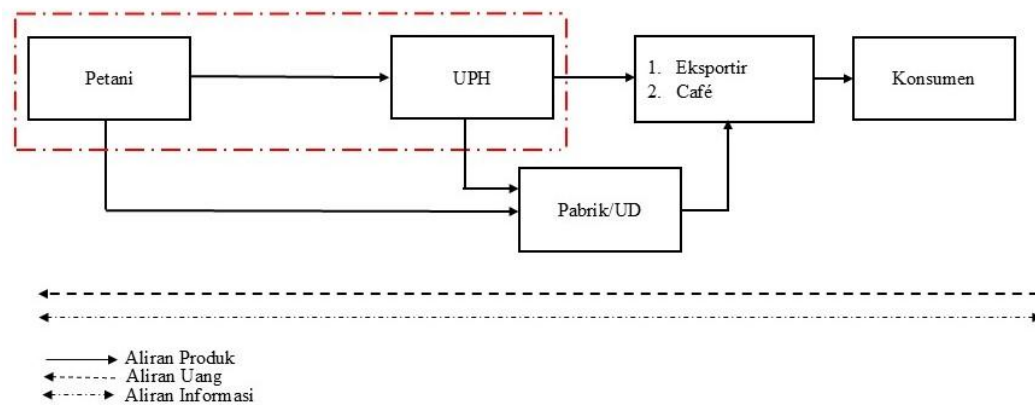 Petani
UPH
1. Eksportir
2. Café
Konsumen
Pabrik/UD
Aliran Produk
Aliran Uang
Aliran Informasi